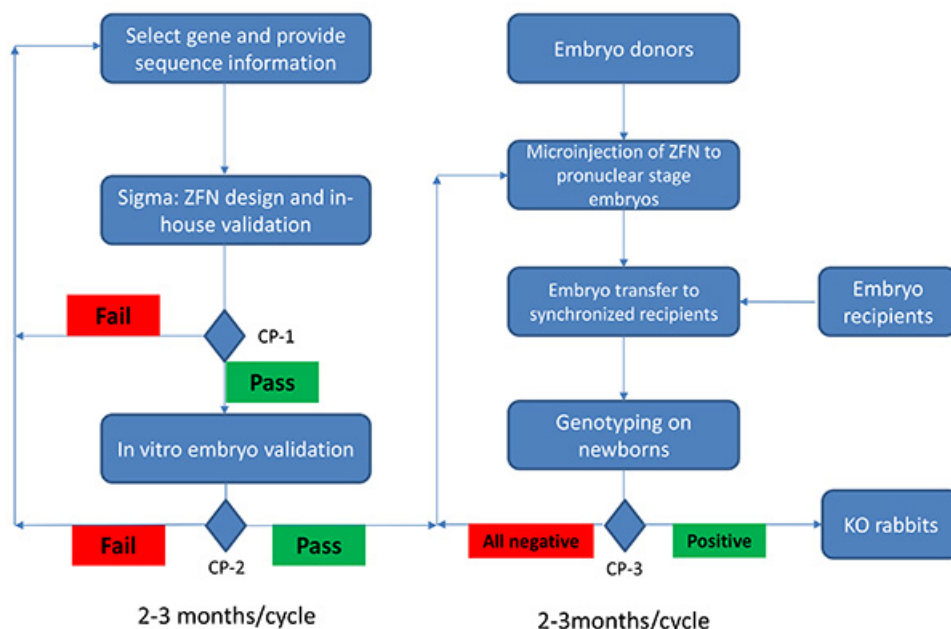 Select gene and provide
sequence information
Sigma: ZFN design and in-
house validation
Fail
CP-1
Pass
In vitro embryo validation
Fail
CP-2
Pass
2-3 months/cycle
Embryo donors
Microinjection of ZFN to
pronuclear stage
embryos
Embryo transfer to
synchronized recipients
Embryo
recipients
Genotyping on
newborns
All negative
CP-3
Positive
KO rabbits
2-3months/cycle